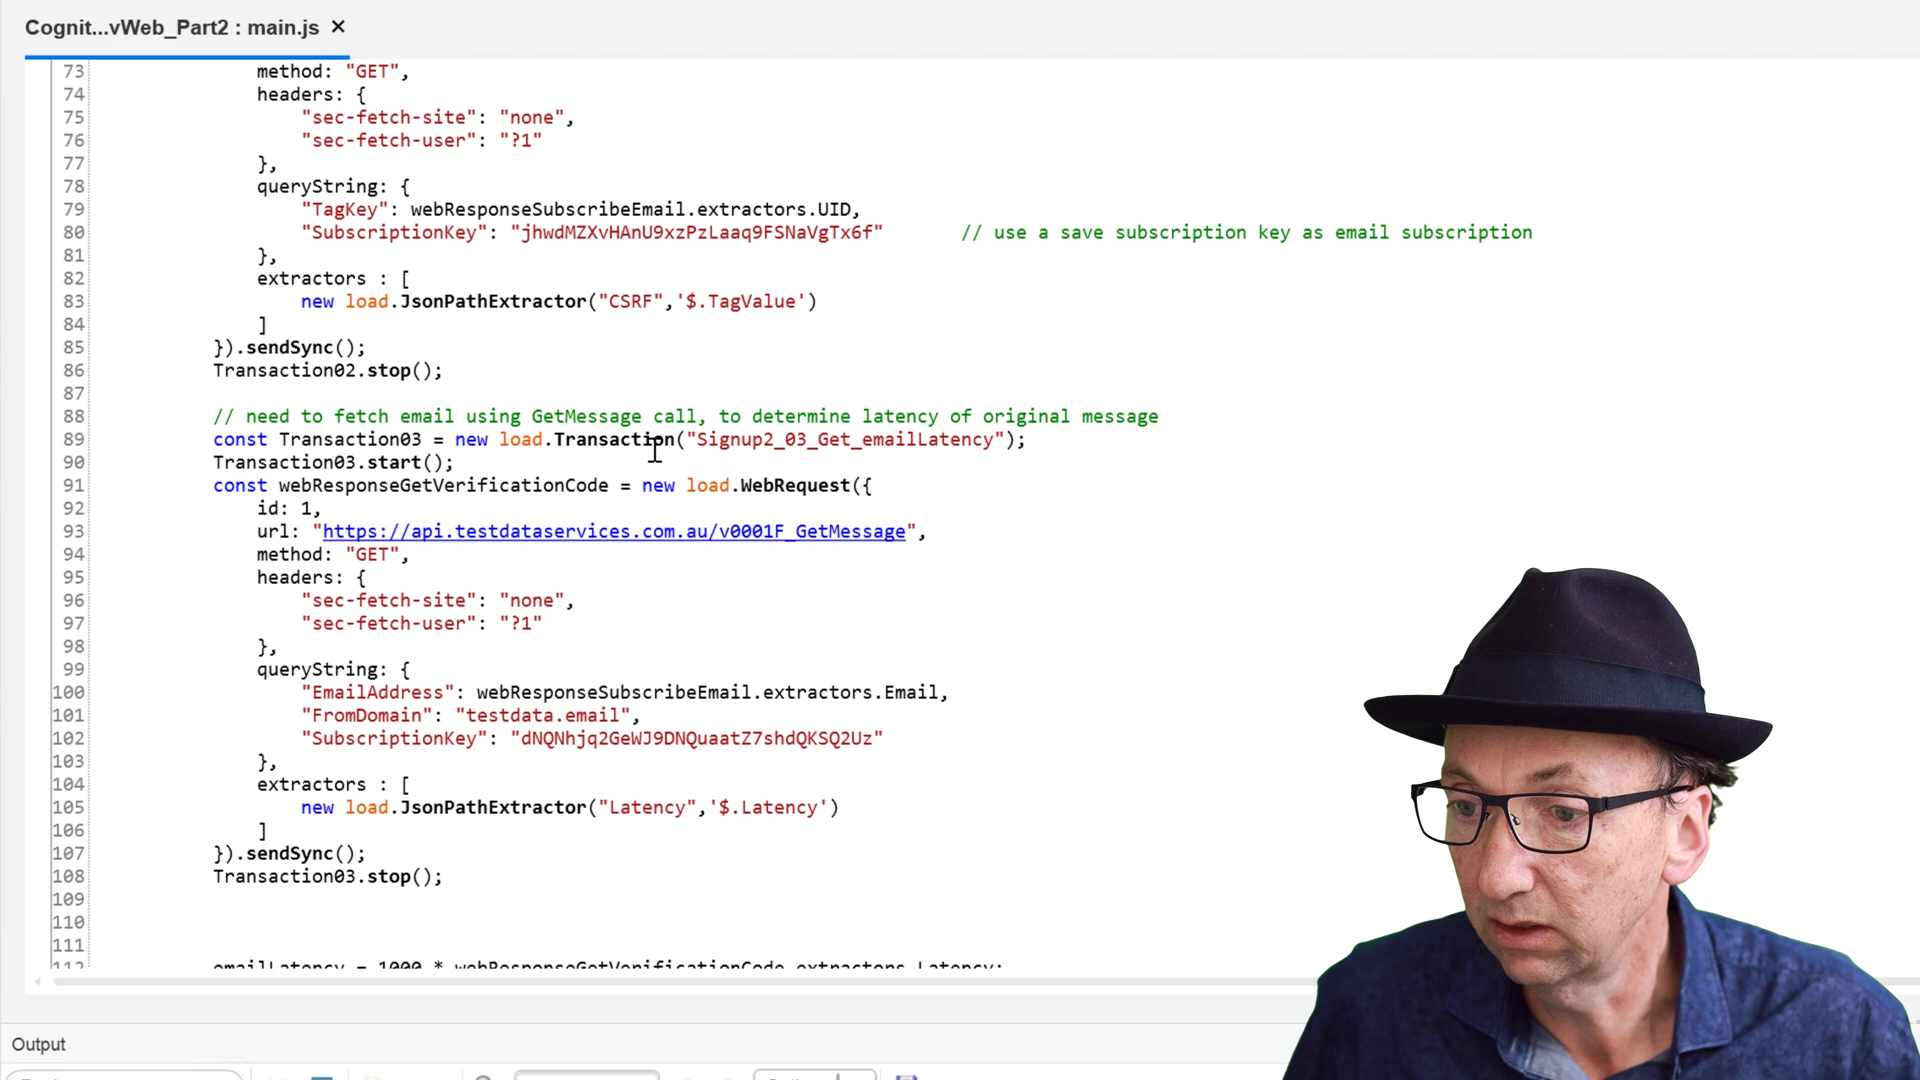 Cognit...vWeb_Part2 : main.js ×
73 method: "GET",
74 headers: {
75 "sec-fetch-site": "none",
76 "sec-fetch-user": "?1"
77 },
78 queryString: {
79 "TagKey": webResponseSubscribeEmail.extractors.UID,
80 "SubscriptionKey": "jhwdMZXvHAnU9xzPzLaaq9FSNaVgTx6f" // use a save subscription key as email subscription
81 },
82 extractors : [
83 new load.JsonPathExtractor("CSRF",'$.TagValue')
84 ]
85 }).sendSync();
86 Transaction02.stop();
87
88 // need to fetch email using GetMessage call, to determine latency of original message
89 const Transaction03 = new load.Transaction("Signup2_03_Get_emailLatency");
90 Transaction03.start();
91 const webResponseGetVerificationCode = new load.WebRequest({
92 id: 1,
93 url: "https://api.testdataservices.com.au/v0001F_GetMessage",
94 method: "GET",
95 headers: {
96 "sec-fetch-site": "none",
97 "sec-fetch-user": "?1"
98 },
99 queryString: {
100 "EmailAddress": webResponseSubscribeEmail.extractors.Email,
101 "FromDomain": "testdata.email",
102 "SubscriptionKey": "dNQNhjq2GeWJ9DNQuaatZ7shdQKSQ2Uz"
103 },
104 extractors : [
105 new load.JsonPathExtractor("Latency",'$.Latency')
106 ]
107 }).sendSync();
108 Transaction03.stop();
109
110
111
112 emailLatency = 1000 * webResponseGetVerificationCode.extractors.Latency;
Output